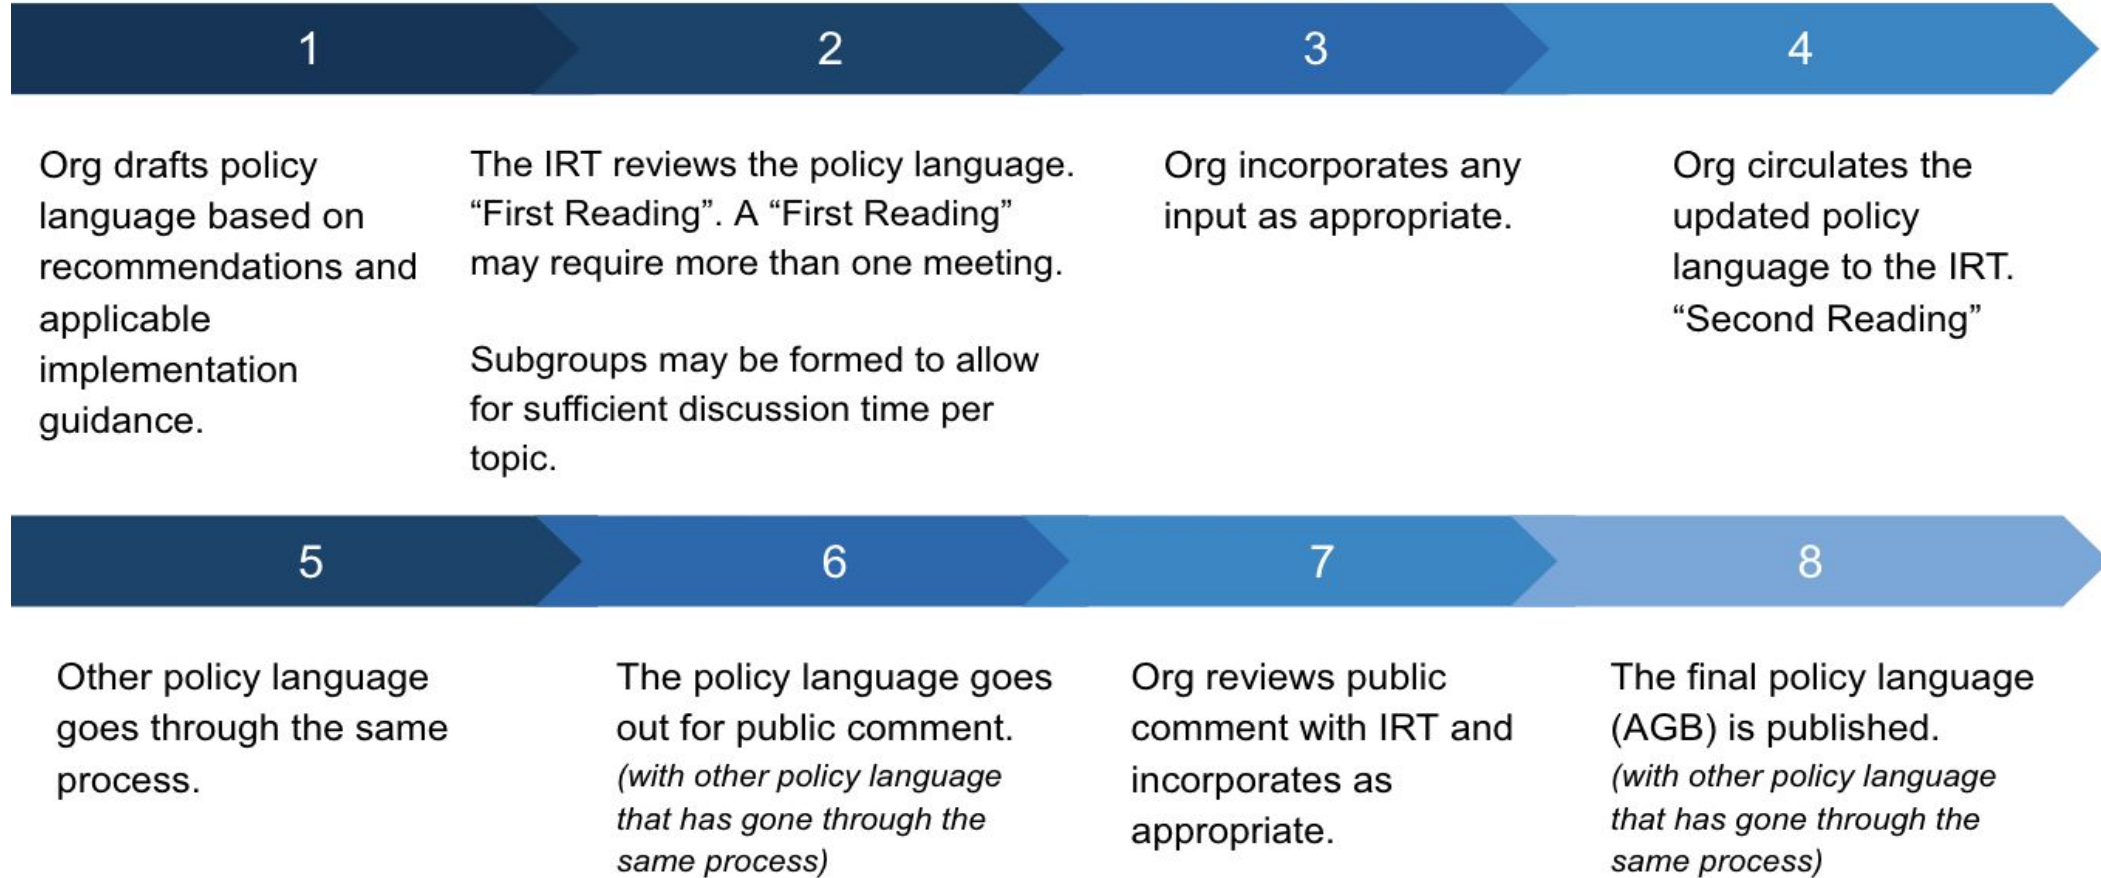 1
2
3
4
Org drafts policy
language based on
recommendations and
applicable
implementation
guidance.
The IRT reviews the policy language.
“First Reading”. A “First Reading”
may require more than one meeting.
Subgroups may be formed to allow
for sufficient discussion time per
topic.
Org incorporates any
input as appropriate.
Org circulates the
updated policy
language to the IRT.
“Second Reading”
5
6
7
8
Other policy language
goes through the same
process.
The policy language goes
out for public comment.
(with other policy language
that has gone through the
same process)
Org reviews public
comment with IRT and
incorporates as
appropriate.
The final policy language
(AGB) is published.
(with other policy language
that has gone through the
same process)